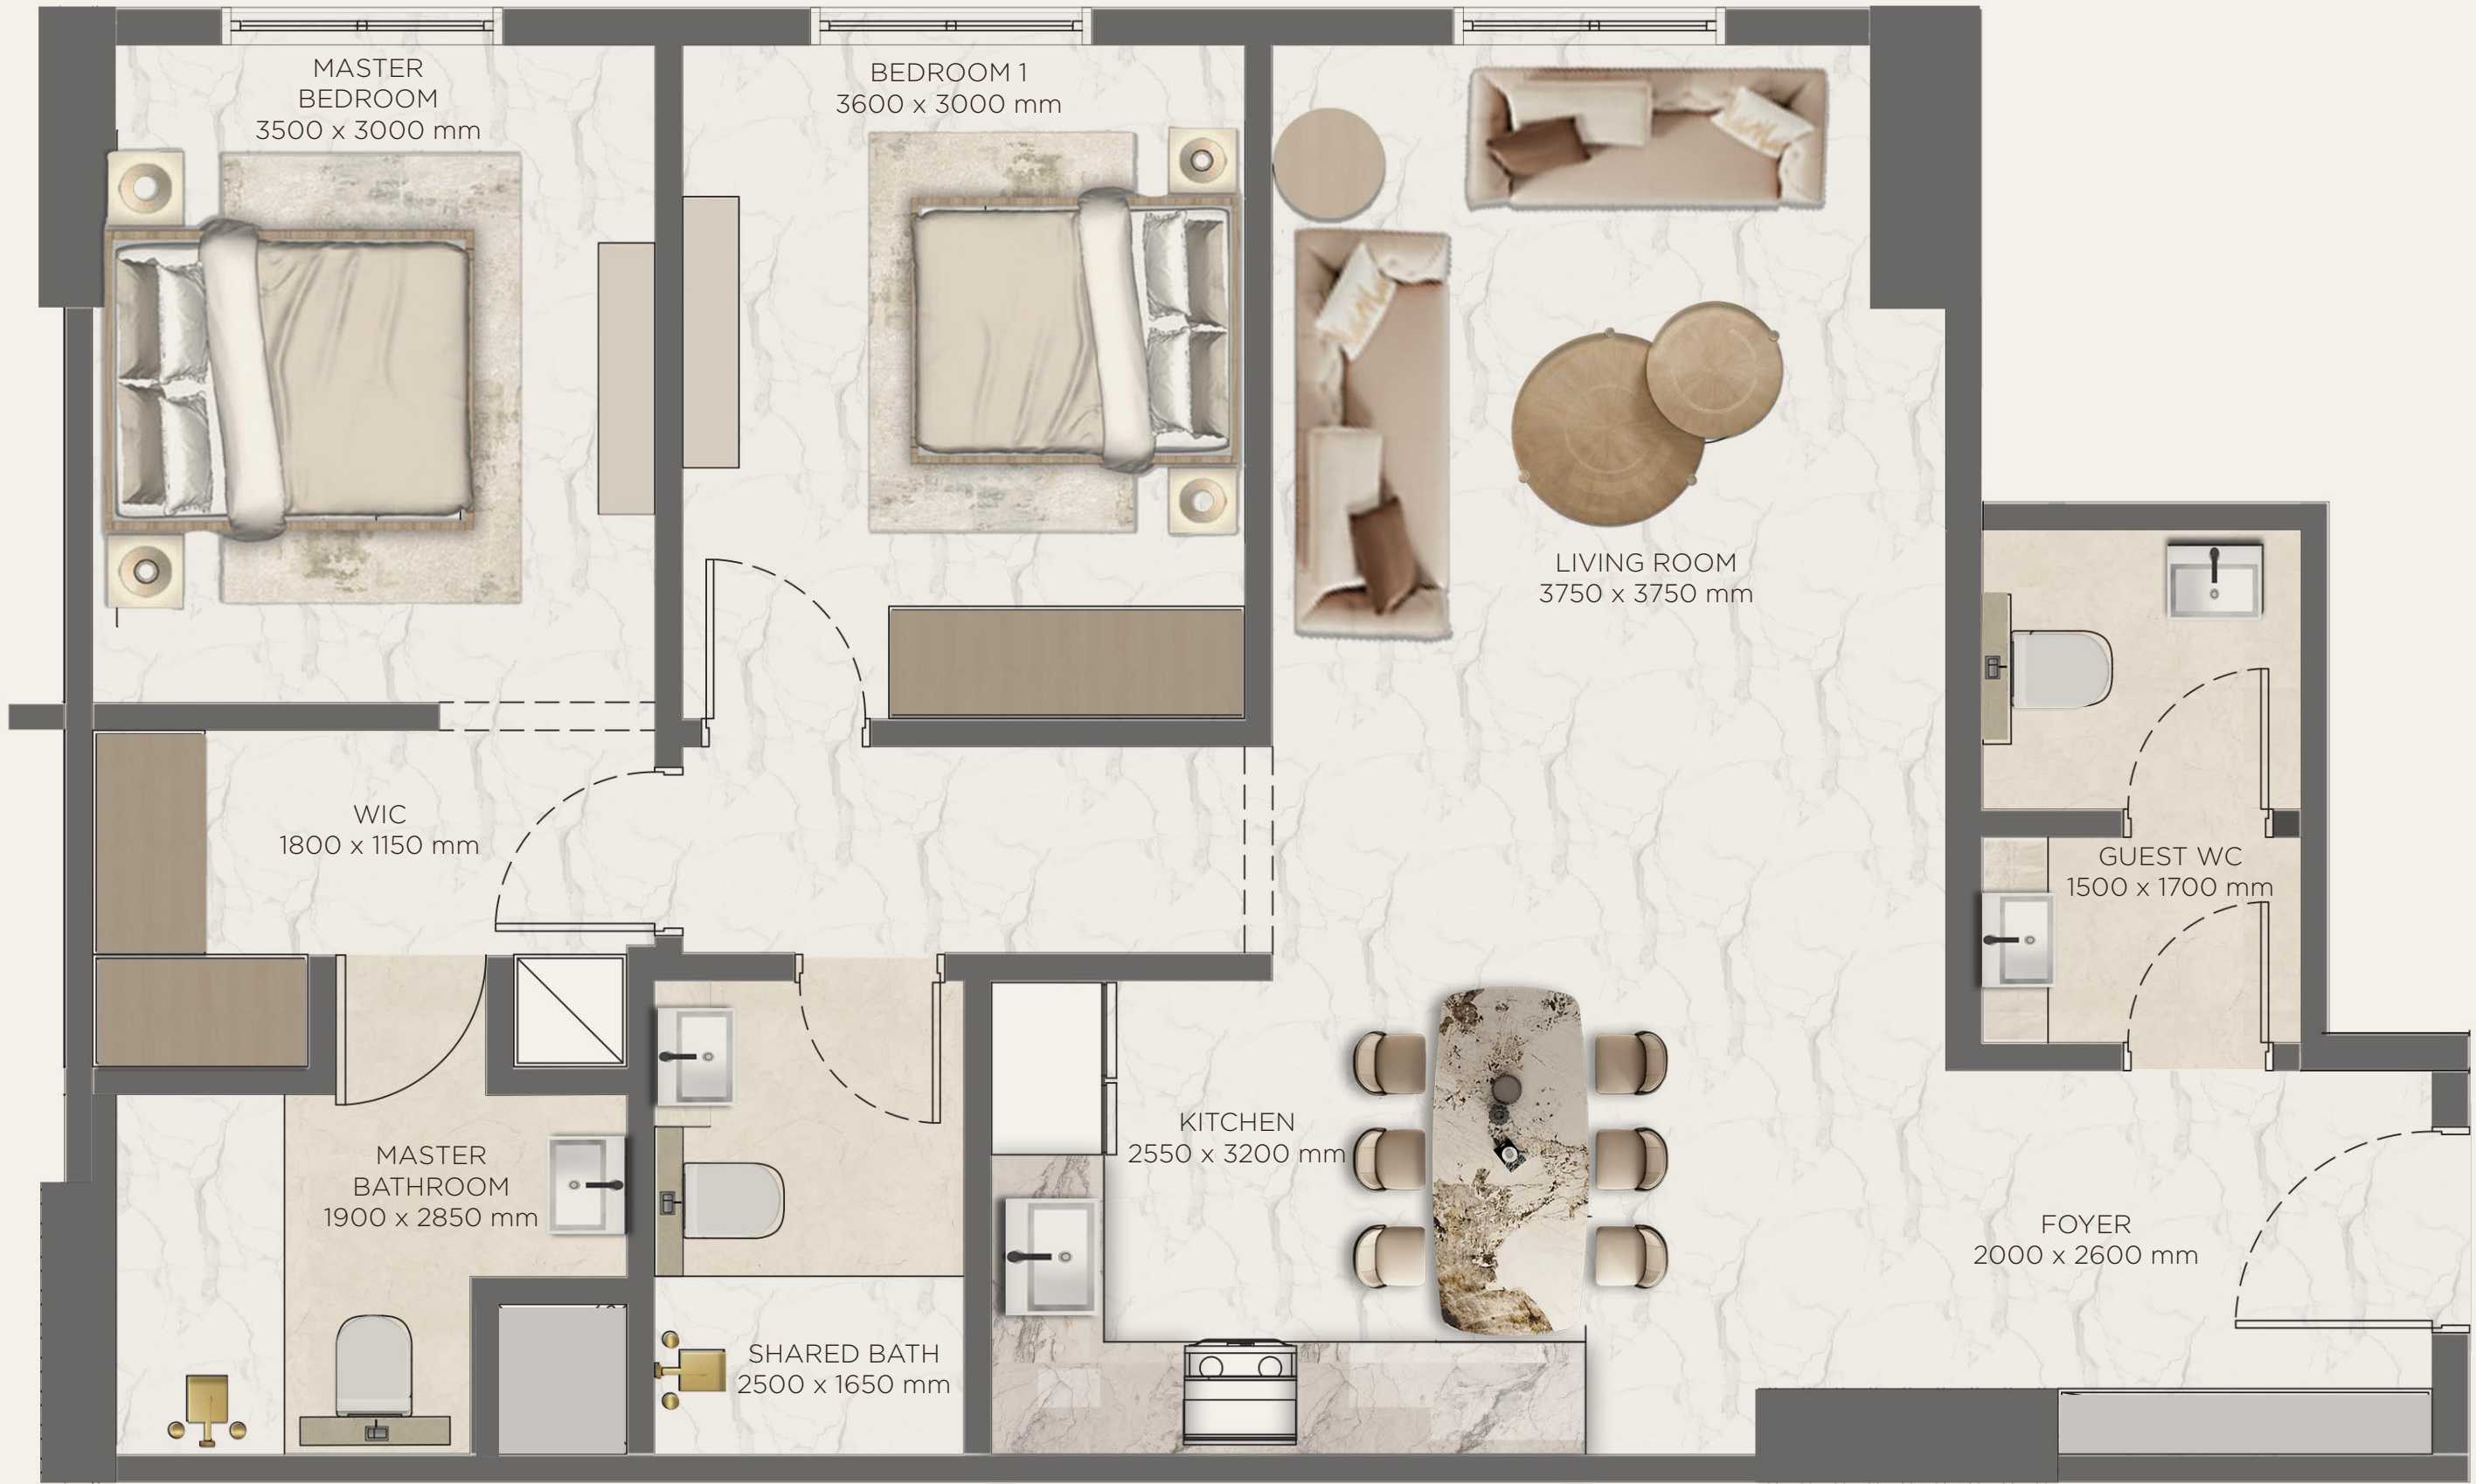 MASTER
BEDROOM
3500 x 3000 mm
BEDROOM 1
3600 x 3000 mm
LIVING ROOM
3750 x 3750 mm
WIC
1800 x 1150 mm
GUEST WC
1500 x 1700 mm
KITCHEN
2550 x 3200 mm
MASTER
BATHROOM
1900 x 2850 mm
FOYER
2000 x 2600 mm
SHARED BATH
2500 x 1650 mm